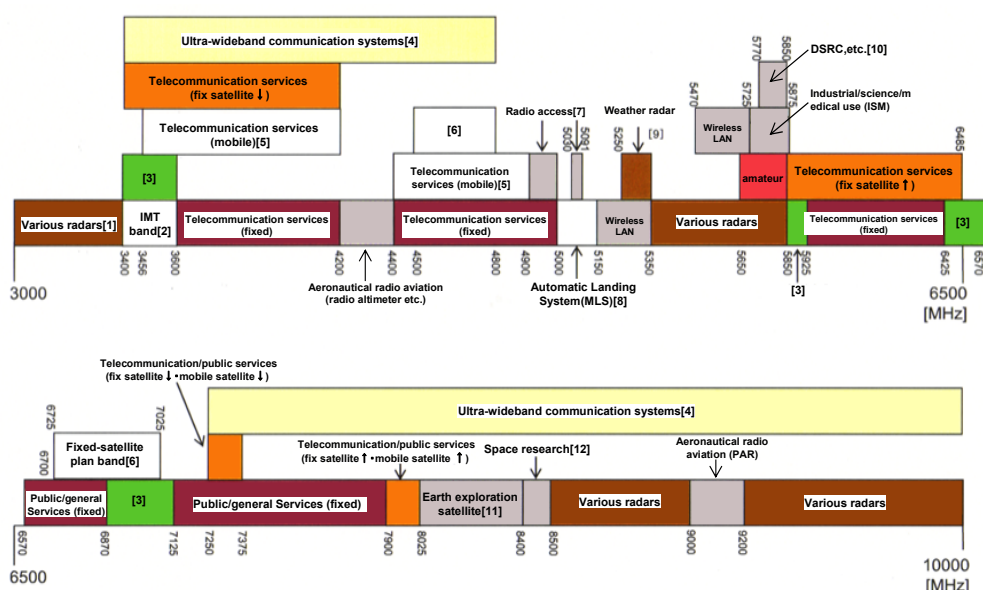 Ultra-wideband communication systems[4]
Telecommunication services
(fix satellite ↓ )
Telecommunication services
(mobile)[5]
[3]
[6]
Telecommunication
services (mobile)[5]
Radio access[7]
5030
5091
Weather radar
[9]
5250
5470
5725
5770
5850
5875
DSRC,etc.[10]
Industrial/science/m
edical use (ISM)
Wireless
LAN
amateur
Telecommunication services
(fix satellite ↑ )
6485
Various radars[1]
IMT
band[2]
Telecommunication services
(fixed)
Telecommunication services
(fixed)
Wireless
LAN
Various radars
Telecommunication services
(fixed)
[3]
3400
3456
3600
4200
4400
4500
4800
4900
5000
5150
5350
5650
5850
5925
6425
6570
3000
Aeronautical radio aviation
(radio altimeter etc.)
Automatic Landing
System(MLS)[8]
[3]
6500
[MHz]
Telecommunication/public services
(fix satellite ↓ •mobile satellite ↓ )
Ultra-wideband communication systems[4]
6725
7025
6700
Fixed-satellite
plan band[6]
Telecommunication/public services
(fix satellite ↑ •mobile satellite ↑ )
Space research[12]
Aeronautical radio
aviation (PAR)
Public/general
Services (fixed)
[3]
Public/general Services (fixed)
Earth exploration
satellite[11]
Various radars
Various radars
6570
6870
7125
7250
7375
7900
8025
8400
8500
9000
9200
6500
10000
[MHz]